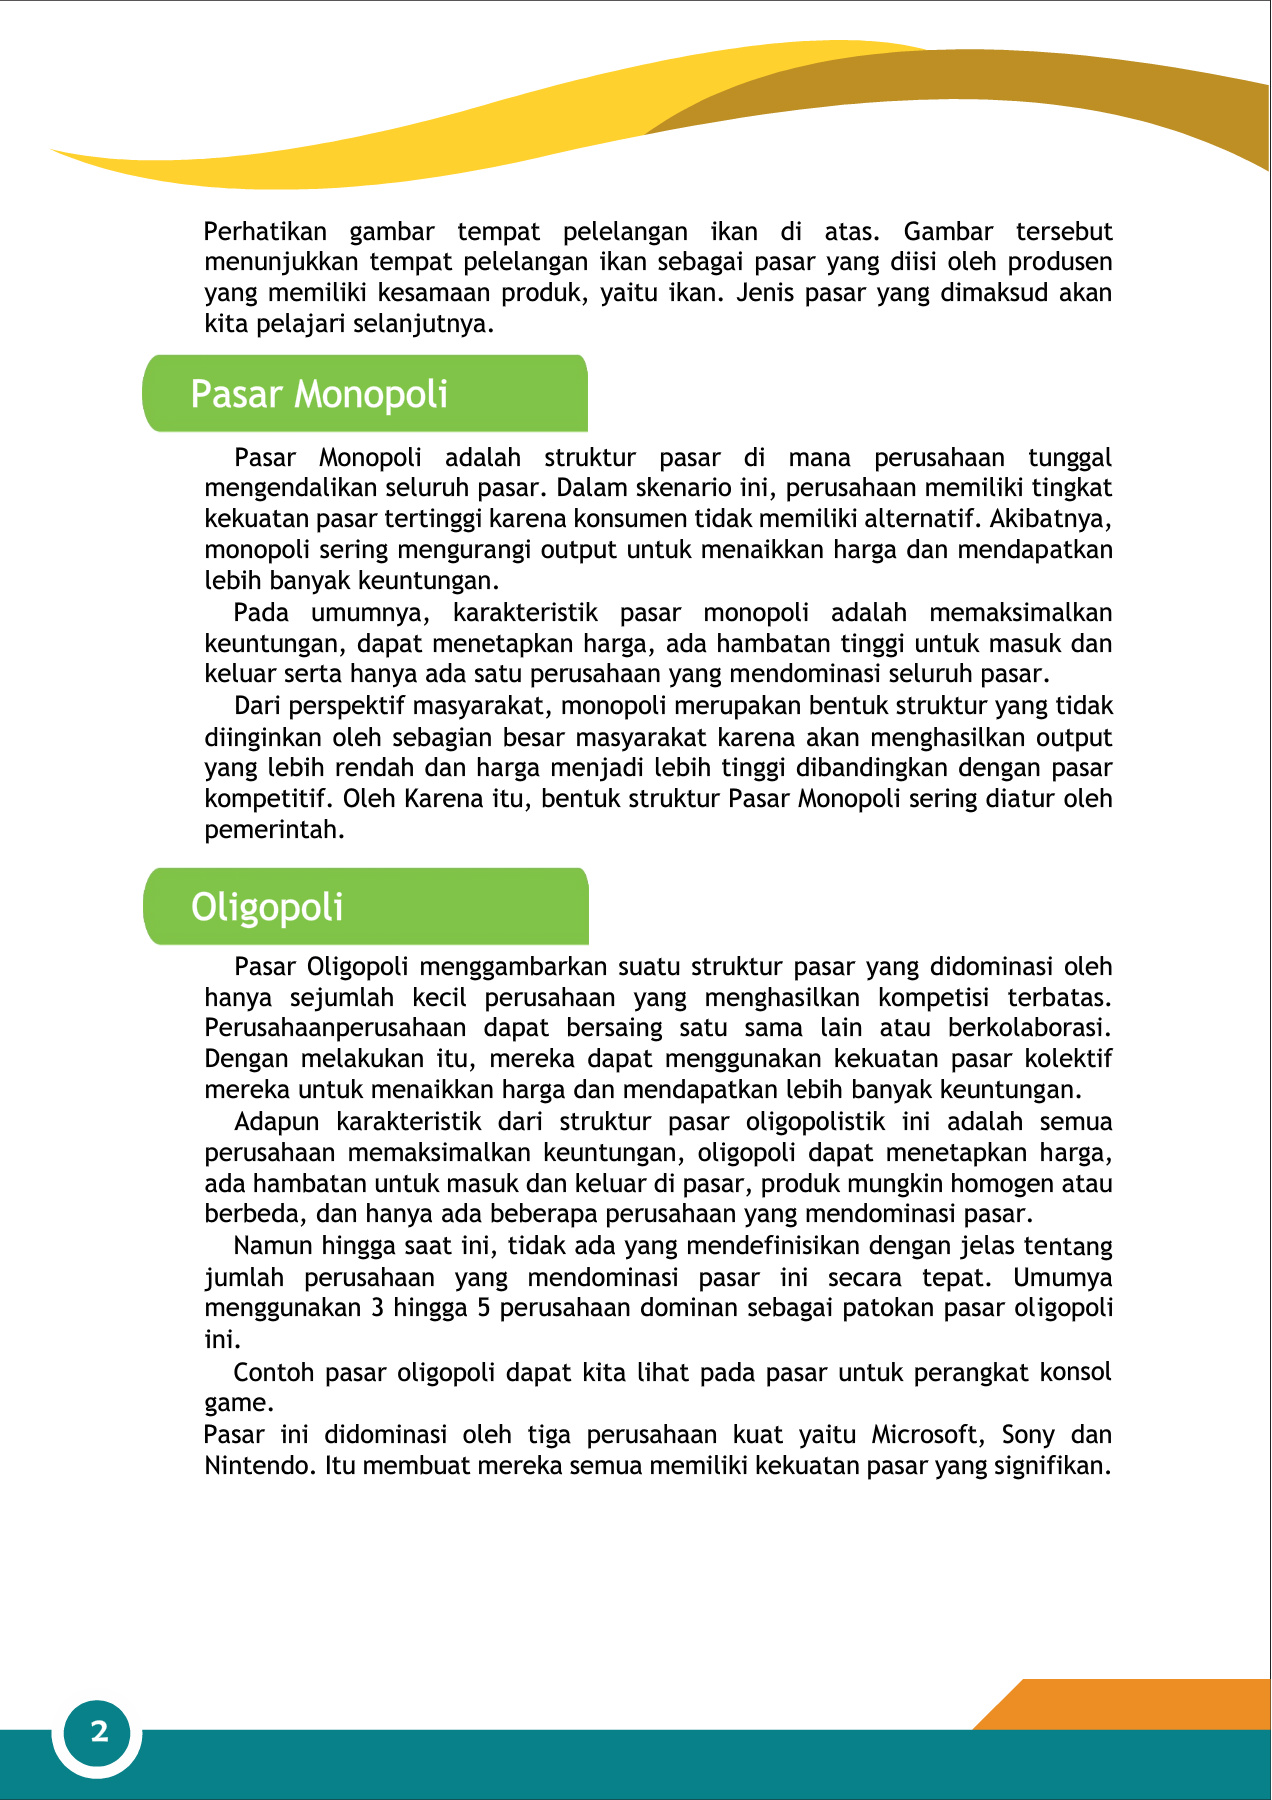 Perhatikan gambar tempat pelelangan ikan di atas. Gambar tersebut
menunjukkan tempat pelelangan ikan sebagai pasar yang diisi oleh produsen
yang memiliki kesamaan produk, yaitu ikan. Jenis pasar yang dimaksud akan
kita pelajari selanjutnya.
Pasar Monopoli
Pasar Monopoli adalah struktur pasar di mana perusahaan tunggal
mengendalikan seluruh pasar. Dalam skenario ini, perusahaan memiliki tingkat
kekuatan pasar tertinggi karena konsumen tidak memiliki alternatif. Akibatnya,
monopoli sering mengurangi output untuk menaikkan harga dan mendapatkan
lebih banyak keuntungan.
Pada umumnya, karakteristik pasar monopoli adalah memaksimalkan
keuntungan, dapat menetapkan harga, ada hambatan tinggi untuk masuk dan
keluar serta hanya ada satu perusahaan yang mendominasi seluruh pasar.
Dari perspektif masyarakat, monopoli merupakan bentuk struktur yang tidak
diinginkan oleh sebagian besar masyarakat karena akan menghasilkan output
yang lebih rendah dan harga menjadi lebih tinggi dibandingkan dengan pasar
kompetitif. Oleh Karena itu, bentuk struktur Pasar Monopoli sering diatur oleh
pemerintah.
Oligopoli
Pasar Oligopoli menggambarkan suatu struktur pasar yang didominasi oleh
hanya sejumlah kecil perusahaan yang menghasilkan kompetisi terbatas.
Perusahaanperusahaan dapat bersaing satu sama lain atau berkolaborasi.
Dengan melakukan itu, mereka dapat menggunakan kekuatan pasar kolektif
mereka untuk menaikkan harga dan mendapatkan lebih banyak keuntungan.
Adapun karakteristik dari struktur pasar oligopolistik ini adalah semua
perusahaan memaksimalkan keuntungan, oligopoli dapat menetapkan harga,
ada hambatan untuk masuk dan keluar di pasar, produk mungkin homogen atau
berbeda, dan hanya ada beberapa perusahaan yang mendominasi pasar.
Namun hingga saat ini, tidak ada yang mendefinisikan dengan jelas tentang
jumlah perusahaan yang mendominasi pasar ini secara tepat. Umumya
menggunakan 3 hingga 5 perusahaan dominan sebagai patokan pasar oligopoli
ini.
Contoh pasar oligopoli dapat kita lihat pada pasar untuk perangkat konsol
game.
Pasar ini didominasi oleh tiga perusahaan kuat yaitu Microsoft, Sony dan
Nintendo. Itu membuat mereka semua memiliki kekuatan pasar yang signifikan.
2